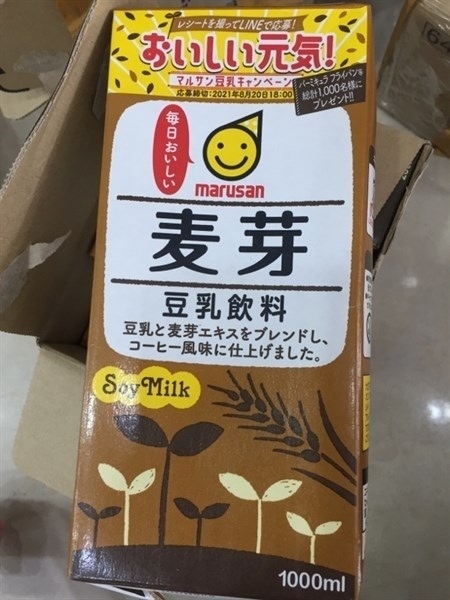 レシートを撮ってLINEで応募!
おいしい元気!
マルサン豆乳キャンペーン
応募締切:2021年8月20日18:00
バーミキュラ フライパン等
総計1,000名様に
プレゼント!!
毎日おいしい
marusan
麦芽
豆乳飲料
豆乳と麦芽エキスをブレンドし、
コーヒー風味に仕上げました。
Soy Milk
1000ml
64